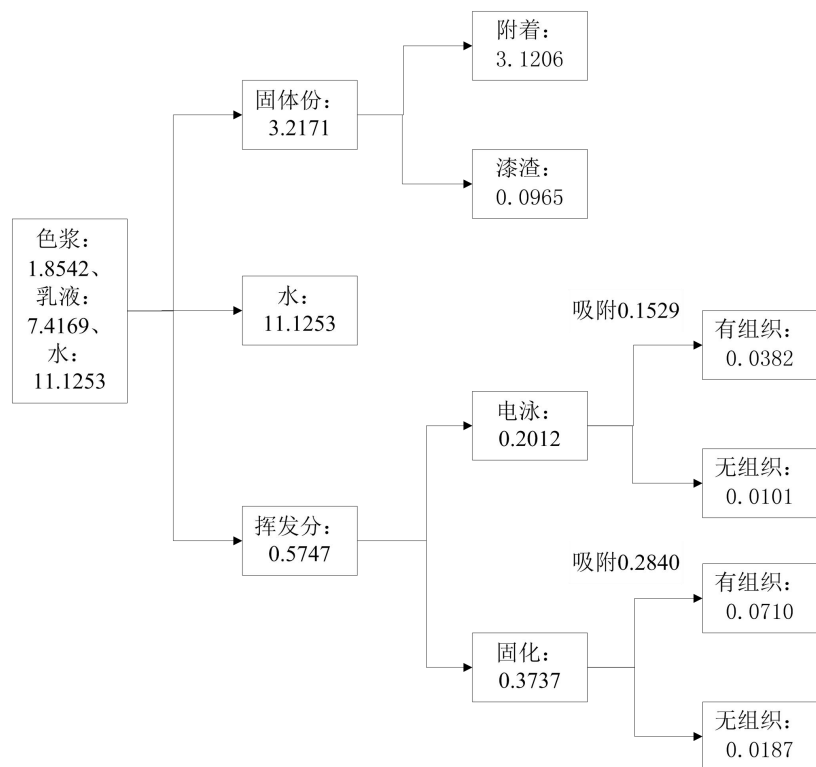 色浆：
1.8542、
乳液：
7.4169、
水：
11.1253
固体份：
3.2171
附着：
3.1206
漆渣：
0.0965
水：
11.1253
挥发分：
0.5747
电泳：
0.2012
吸附0.1529
有组织：
0.0382
无组织：
0.0101
固化：
0.3737
吸附0.2840
有组织：
0.0710
无组织：
0.0187